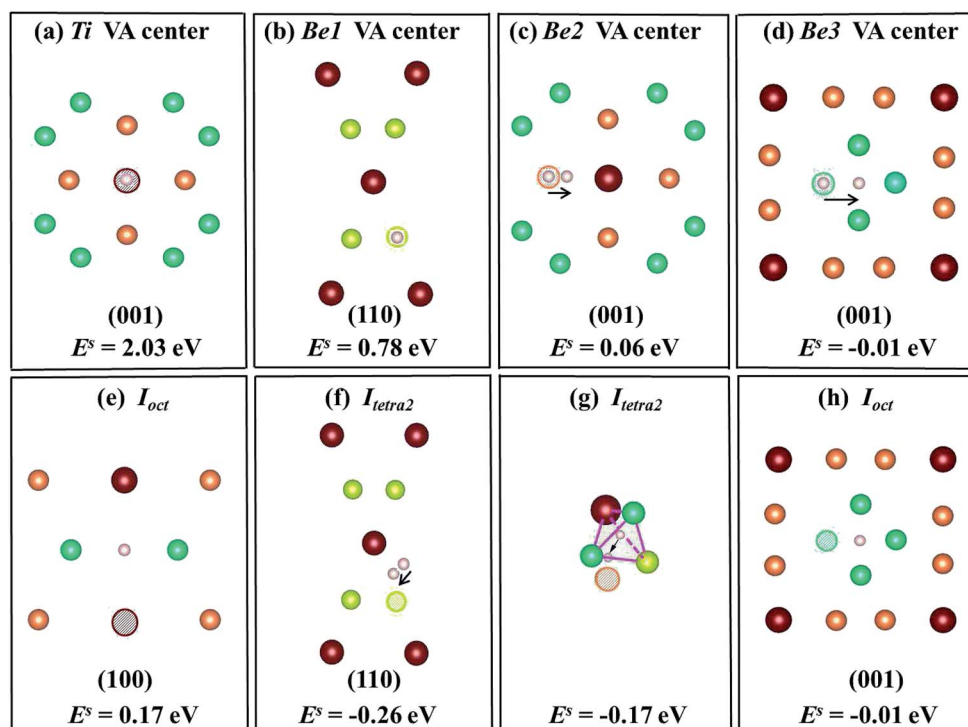 (a) Ti VA center
(001)
E^s = 2.03 eV
(b) Be1 VA center
(110)
E^s = 0.78 eV
(c) Be2 VA center
(001)
E^s = 0.06 eV
(d) Be3 VA center
(001)
E^s = -0.01 eV
(e) I_oct
(100)
E^s = 0.17 eV
(f) I_tetra2
(110)
E^s = -0.26 eV
(g) I_tetra2
E^s = -0.17 eV
(h) I_oct
(001)
E^s = -0.01 eV